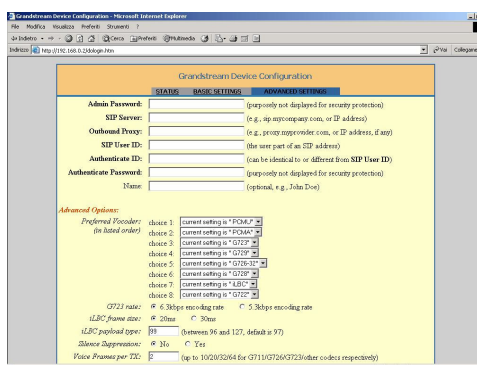 Grandstream Device Configuration - Microsoft Internet Explorer
File Modifica Visualizza Preferiti Strumenti ?
Indietro Cerca Preferiti Multimedia
Indirizzo http://192.168.0.2/dologin.htm Vai Collegame
Grandstream Device Configuration
STATUS BASIC SETTINGS ADVANCED SETTINGS
Admin Password: (purposely not displayed for security protection)
SIP Server: (e.g., sip.mycompany.com, or IP address)
Outbound Proxy: (e.g., proxy.myprovider.com, or IP address, if any)
SIP User ID: (the user part of an SIP address)
Authenticate ID: (can be identical to or different from SIP User ID)
Authenticate Password: (purposely not displayed for security protection)
Name: (optional, e.g., John Doe)
Advanced Options:
Preferred Vocoder: choice 1: current setting is "PCMU"
(in listed order) choice 2: current setting is "PCMA"
choice 3: current setting is "G723"
choice 4: current setting is "G729"
choice 5: current setting is "G726-32"
choice 6: current setting is "G728"
choice 7: current setting is "iLBC"
choice 8: current setting is "G722"
G723 rate: 6.3kbps encoding rate 5.3kbps encoding rate
iLBC frame size: 20ms 30ms
iLBC payload type: 99 (between 96 and 127, default is 97)
Silence Suppression: No Yes
Voice Frames per TX: 2 (up to 10/20/32/64 for G711/G726/G723/other codecs respectively)